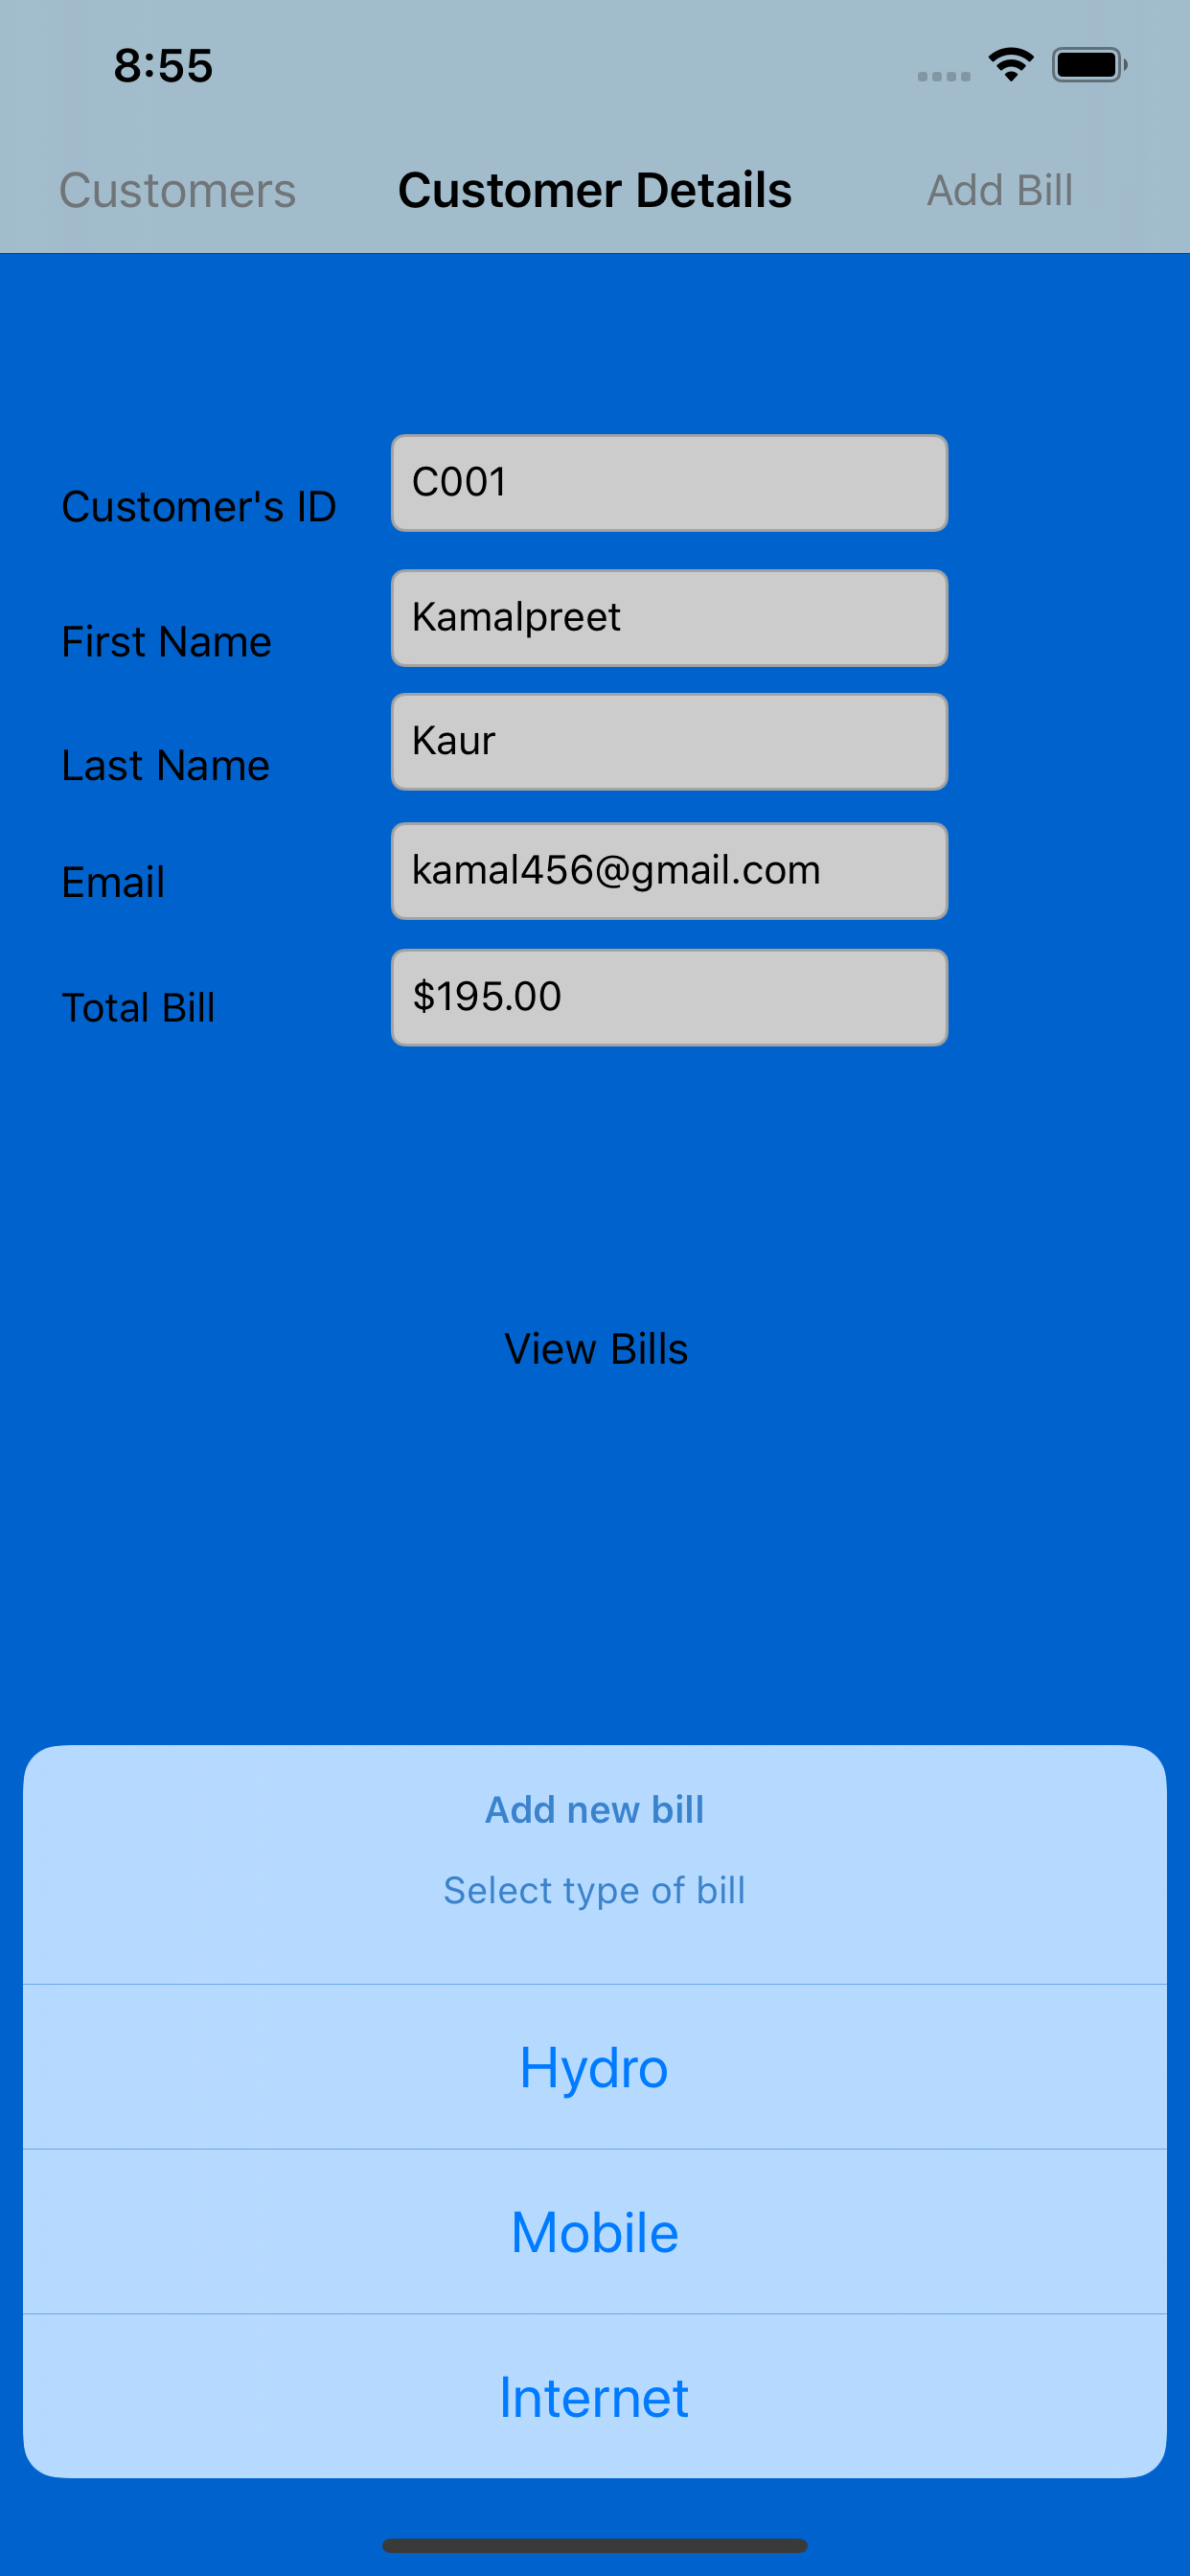 8:55
Customers Customer Details Add Bill
Customer's ID C001
First Name Kamalpreet
Last Name Kaur
Email kamal456@gmail.com
Total Bill $195.00
View Bills
Add new bill
Select type of bill
Hydro
Mobile
Internet